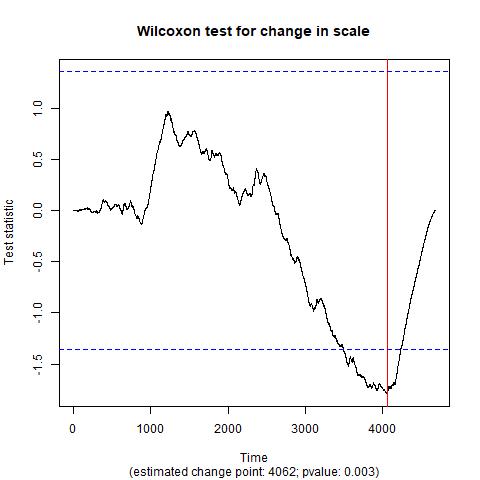 Wilcoxon test for change in scale
Test statistic
1.0
0.5
0.0
-0.5
-1.0
-1.5
0
1000
2000
3000
4000
Time
(estimated change point: 4062; pvalue: 0.003)